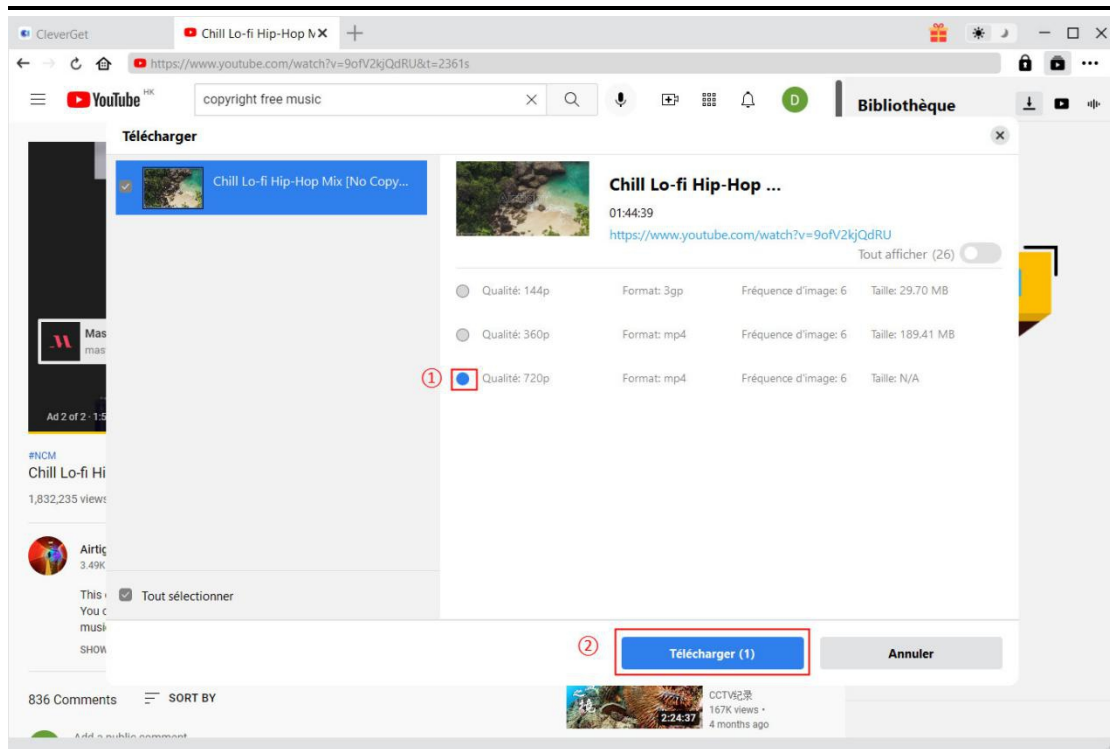 CleverGet
Chill Lo-fi Hip-Hop M
https://www.youtube.com/watch?v=9ofV2kjQdRU&t=2361s
YouTube HK
copyright free music
D
Bibliothèque
Télécharger
Chill Lo-fi Hip-Hop Mix [No Copy...
Chill Lo-fi Hip-Hop ...
01:44:39
https://www.youtube.com/watch?v=9ofV2kjQdRU
Tout afficher (26)
Qualité: 144p Format: 3gp Fréquence d'image: 6 Taille: 29.70 MB
Qualité: 360p Format: mp4 Fréquence d'image: 6 Taille: 189.41 MB
① Qualité: 720p Format: mp4 Fréquence d'image: 6 Taille: N/A
Mas
mas
Ad 2 of 2 · 1:5
#NCM
Chill Lo-fi Hi
1,832,235 views
Airtig
3.49K
This
You c
musi
SHOW
Tout sélectionner
② Télécharger (1)
Annuler
836 Comments
SORT BY
2:24:37
CCTV纪录
167K views •
4 months ago
Add a public comment